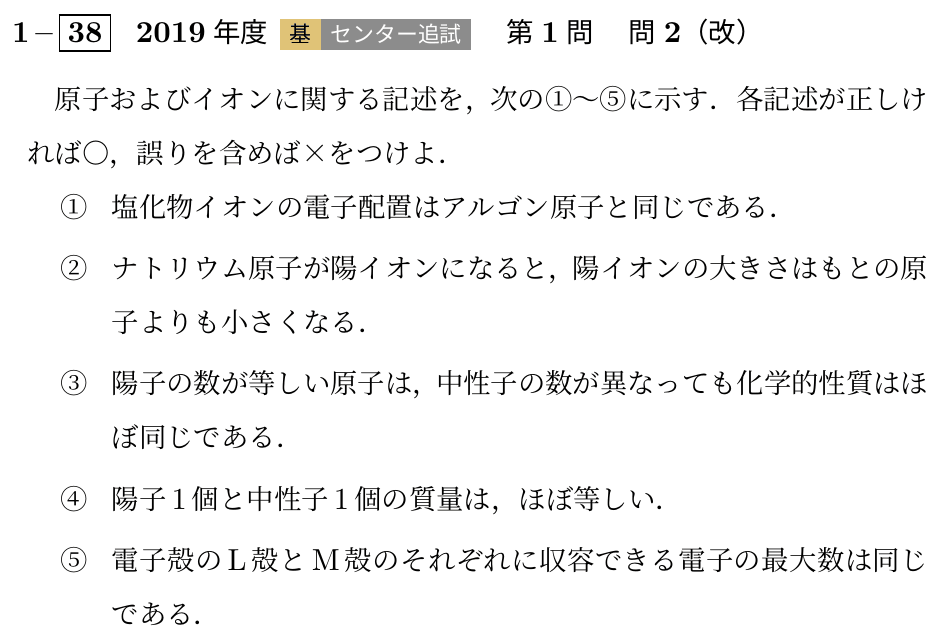 1－38 2019 年度 基 センター追試 第 1 問 問 2（改）
原子およびイオンに関する記述を，次の①～⑤に示す．各記述が正しけ
れば○，誤りを含めば×をつけよ．
① 塩化物イオンの電子配置はアルゴン原子と同じである．
② ナトリウム原子が陽イオンになると，陽イオンの大きさはもとの原
子よりも小さくなる．
③ 陽子の数が等しい原子は，中性子の数が異なっても化学的性質はほ
ぼ同じである．
④ 陽子１個と中性子１個の質量は，ほぼ等しい．
⑤ 電子殻のＬ殻とＭ殻のそれぞれに収容できる電子の最大数は同じ
である．